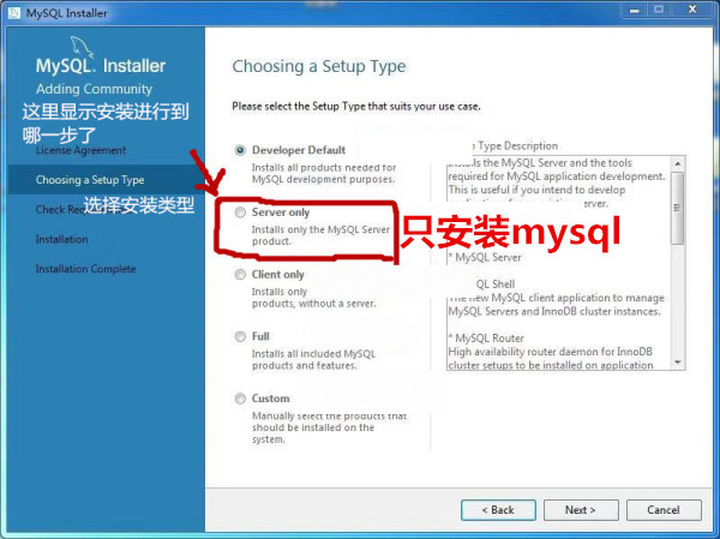 MySQL Installer
MySQL. Installer
Adding Community
这里显示安装进行到
哪一步了
License Agreement
Choosing a Setup Type
选择安装类型
Check
Installation
Installation Complete
Choosing a Setup Type
Please select the Setup Type that suits your use case.
Developer Default
Installs all products needed for
MySQL development purposes.
Server only
Installs only the MySQL Server
product.
只安装mysql
Client only
Installs only
products, without a server.
Full
Installs all included MySQL
products and features.
Custom
Manually select the products that
should be installed on the
system.
Type Description
Installs the MySQL Server and the tools
required for MySQL application development.
This is useful if you intend to develop
* MySQL Server
QL Shell
The new MySQL client application to manage
MySQL Servers and InnoDB cluster instances.
* MySQL Router
High availability router daemon for InnoDB
cluster setups to be installed on application
< Back
Next >
Cancel